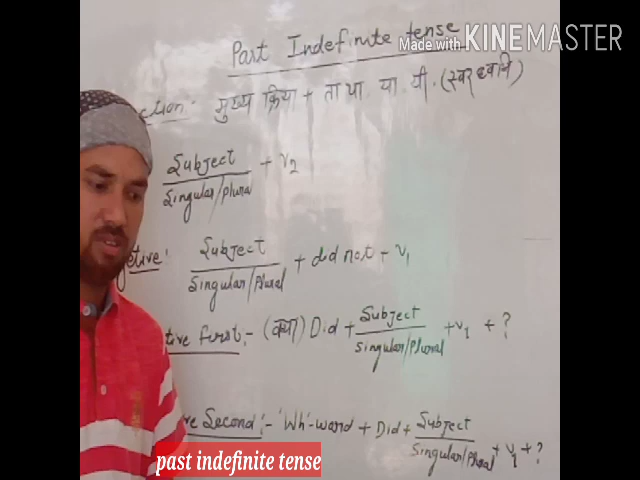 Past Indefinite tense
Made with KINEMASTER
ction:- मुख्य क्रिया + ता था. या. यी. (स्वर ध्वनि)
Subject + V2
Singular/Plural
getive: Subject + did not + V1
Singular/Plural
tive first:- (क्या) Did + Subject + V1 + ?
Singular/Plural
ve Second:- 'Wh'-word + Did + Subject + V1 + ?
Singular/Plural
past indefinite tense